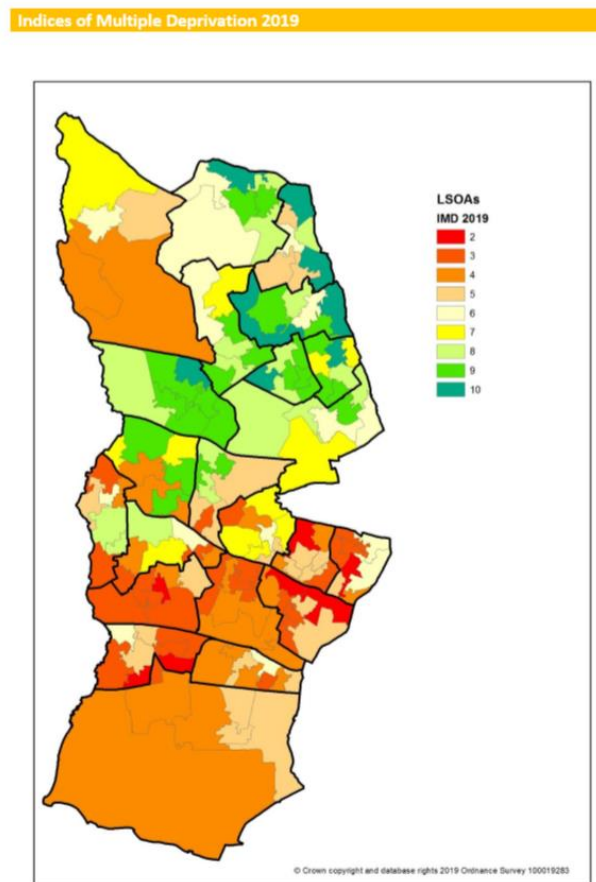 Indices of Multiple Deprivation 2019
LSOAs
IMD 2019
2
3
4
5
6
7
8
9
10
© Crown copyright and database rights 2019 Ordnance Survey 100019283